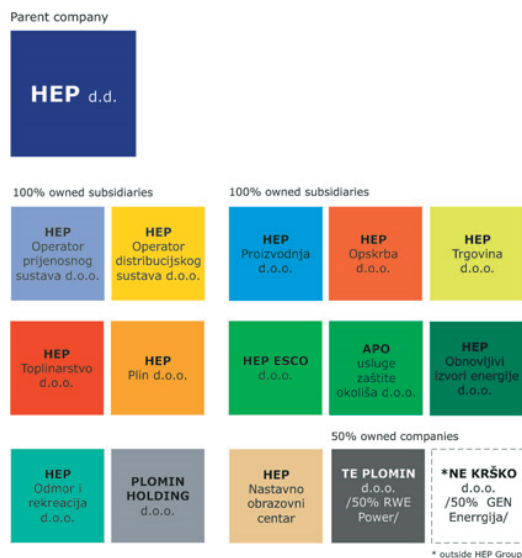 Parent company
HEP d.d.
100% owned subsidiaries
100% owned subsidiaries
HEP
Operator
prijenosnog
sustava d.o.o.
HEP
Operator
distribucijskog
sustava d.o.o.
HEP
Proizvodnja
d.o.o.
HEP
Opskrba
d.o.o.
HEP
Trgovina
d.o.o.
HEP
Toplinarstvo
d.o.o.
HEP
Plin d.o.o.
HEP ESCO
d.o.o.
APO
usluge
zaštite
okoliša d.o.o.
HEP
Obnovljivi
izvori energije
d.o.o.
50% owned companies
HEP
Odmor i
rekreacija
d.o.o.
PLOMIN
HOLDING
d.o.o.
HEP
Nastavno
obrazovni
centar
TE PLOMIN
d.o.o.
/50% RWE
Power/
*NE KRŠKO
d.o.o.
/50% GEN
Enerrgija/
* outside HEP Group